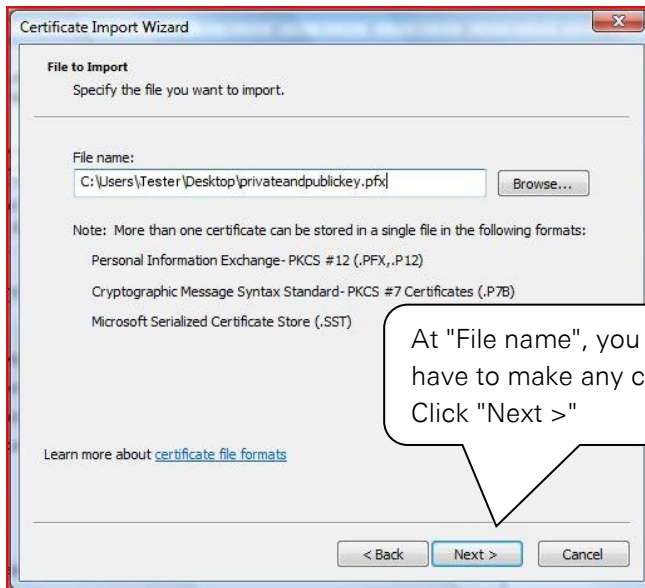 Certificate Import Wizard
File to Import
Specify the file you want to import.
File name:
C:\Users\Tester\Desktop\privateandpublickey.pfx
Browse...
Note: More than one certificate can be stored in a single file in the following formats:
Personal Information Exchange- PKCS #12 (.PFX,.P12)
Cryptographic Message Syntax Standard- PKCS #7 Certificates (.P7B)
Microsoft Serialized Certificate Store (.SST)
At "File name", you
have to make any
Click "Next >"
Learn more about certificate file formats
< Back Next > Cancel